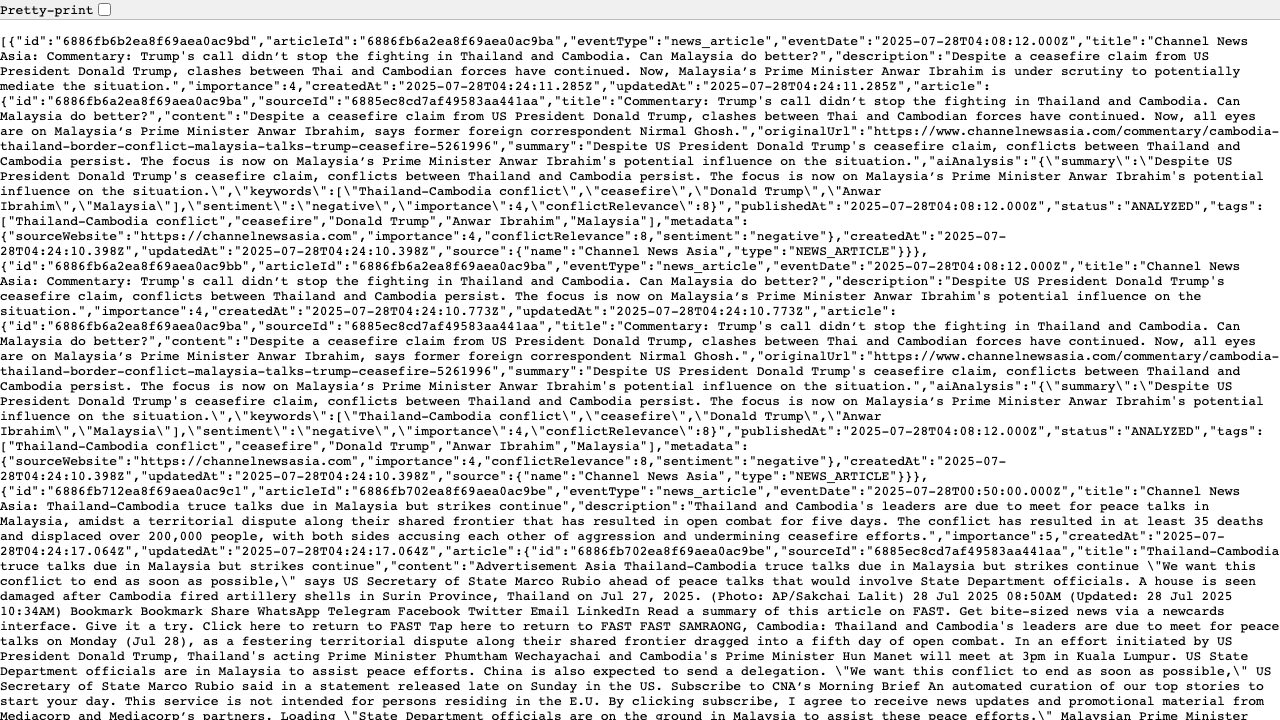 Pretty-print
[{"id":"6886fb6b2ea8f69aea0ac9bd","articleId":"6886fb6a2ea8f69aea0ac9ba","eventType":"news_article","eventDate":"2025-07-28T04:08:12.000Z","title":"Channel News
Asia: Commentary: Trump's call didn’t stop the fighting in Thailand and Cambodia. Can Malaysia do better?","description":"Despite a ceasefire claim from US
President Donald Trump, clashes between Thai and Cambodian forces have continued. Now, Malaysia’s Prime Minister Anwar Ibrahim is under scrutiny to potentially
mediate the situation.","importance":4,"createdAt":"2025-07-28T04:24:11.285Z","updatedAt":"2025-07-28T04:24:11.285Z","article":
{"id":"6886fb6a2ea8f69aea0ac9ba","sourceId":"6885ec8cd7af49583aa441aa","title":"Commentary: Trump's call didn’t stop the fighting in Thailand and Cambodia. Can
Malaysia do better?","content":"Despite a ceasefire claim from US President Donald Trump, clashes between Thai and Cambodian forces have continued. Now, all eyes
are on Malaysia’s Prime Minister Anwar Ibrahim, says former foreign correspondent Nirmal Ghosh.","originalUrl":"https://www.channelnewsasia.com/commentary/cambodia-
thailand-border-conflict-malaysia-talks-trump-ceasefire-5261996","summary":"Despite US President Donald Trump's ceasefire claim, conflicts between Thailand and
Cambodia persist. The focus is now on Malaysia’s Prime Minister Anwar Ibrahim's potential influence on the situation.","aiAnalysis":"{\"summary\":\"Despite US
President Donald Trump's ceasefire claim, conflicts between Thailand and Cambodia persist. The focus is now on Malaysia’s Prime Minister Anwar Ibrahim's potential
influence on the situation.\",\"keywords\":[\"Thailand-Cambodia conflict\",\"ceasefire\",\"Donald Trump\",\"Anwar
Ibrahim\",\"Malaysia\"],\"sentiment\":\"negative\",\"importance\":4,\"conflictRelevance\":8}","publishedAt":"2025-07-28T04:08:12.000Z","status":"ANALYZED","tags":
["Thailand-Cambodia conflict","ceasefire","Donald Trump","Anwar Ibrahim","Malaysia"],"metadata":
{"sourceWebsite":"https://channelnewsasia.com","importance":4,"conflictRelevance":8,"sentiment":"negative"},"createdAt":"2025-07-
28T04:24:10.398Z","updatedAt":"2025-07-28T04:24:10.398Z","source":{"name":"Channel News Asia","type":"NEWS_ARTICLE"}}},
{"id":"6886fb6a2ea8f69aea0ac9bb","articleId":"6886fb6a2ea8f69aea0ac9ba","eventType":"news_article","eventDate":"2025-07-28T04:08:12.000Z","title":"Channel News
Asia: Commentary: Trump's call didn’t stop the fighting in Thailand and Cambodia. Can Malaysia do better?","description":"Despite US President Donald Trump's
ceasefire claim, conflicts between Thailand and Cambodia persist. The focus is now on Malaysia’s Prime Minister Anwar Ibrahim's potential influence on the
situation.","importance":4,"createdAt":"2025-07-28T04:24:10.773Z","updatedAt":"2025-07-28T04:24:10.773Z","article":
{"id":"6886fb6a2ea8f69aea0ac9ba","sourceId":"6885ec8cd7af49583aa441aa","title":"Commentary: Trump's call didn’t stop the fighting in Thailand and Cambodia. Can
Malaysia do better?","content":"Despite a ceasefire claim from US President Donald Trump, clashes between Thai and Cambodian forces have continued. Now, all eyes
are on Malaysia’s Prime Minister Anwar Ibrahim, says former foreign correspondent Nirmal Ghosh.","originalUrl":"https://www.channelnewsasia.com/commentary/cambodia-
thailand-border-conflict-malaysia-talks-trump-ceasefire-5261996","summary":"Despite US President Donald Trump's ceasefire claim, conflicts between Thailand and
Cambodia persist. The focus is now on Malaysia’s Prime Minister Anwar Ibrahim's potential influence on the situation.","aiAnalysis":"{\"summary\":\"Despite US
President Donald Trump's ceasefire claim, conflicts between Thailand and Cambodia persist. The focus is now on Malaysia’s Prime Minister Anwar Ibrahim's potential
influence on the situation.\",\"keywords\":[\"Thailand-Cambodia conflict\",\"ceasefire\",\"Donald Trump\",\"Anwar
Ibrahim\",\"Malaysia\"],\"sentiment\":\"negative\",\"importance\":4,\"conflictRelevance\":8}","publishedAt":"2025-07-28T04:08:12.000Z","status":"ANALYZED","tags":
["Thailand-Cambodia conflict","ceasefire","Donald Trump","Anwar Ibrahim","Malaysia"],"metadata":
{"sourceWebsite":"https://channelnewsasia.com","importance":4,"conflictRelevance":8,"sentiment":"negative"},"createdAt":"2025-07-
28T04:24:10.398Z","updatedAt":"2025-07-28T04:24:10.398Z","source":{"name":"Channel News Asia","type":"NEWS_ARTICLE"}}},
{"id":"6886fb712ea8f69aea0ac9c1","articleId":"6886fb702ea8f69aea0ac9be","eventType":"news_article","eventDate":"2025-07-28T00:50:00.000Z","title":"Channel News
Asia: Thailand-Cambodia truce talks due in Malaysia but strikes continue","description":"Thailand and Cambodia's leaders are due to meet for peace talks in
Malaysia, amidst a territorial dispute along their shared frontier that has resulted in open combat for five days. The conflict has resulted in at least 35 deaths
and displaced over 200,000 people, with both sides accusing each other of aggression and undermining ceasefire efforts.","importance":5,"createdAt":"2025-07-
28T04:24:17.064Z","updatedAt":"2025-07-28T04:24:17.064Z","article":{"id":"6886fb702ea8f69aea0ac9be","sourceId":"6885ec8cd7af49583aa441aa","title":"Thailand-Cambodia
truce talks due in Malaysia but strikes continue","content":"Advertisement Asia Thailand-Cambodia truce talks due in Malaysia but strikes continue \"We want this
conflict to end as soon as possible,\" says US Secretary of State Marco Rubio ahead of peace talks that would involve State Department officials. A house is seen
damaged after Cambodia fired artillery shells in Surin Province, Thailand on Jul 27, 2025. (Photo: AP/Sakchai Lalit) 28 Jul 2025 08:50AM (Updated: 28 Jul 2025
10:34AM) Bookmark Bookmark Share WhatsApp Telegram Facebook Twitter Email LinkedIn Read a summary of this article on FAST. Get bite-sized news via a newcards
interface. Give it a try. Click here to return to FAST Tap here to return to FAST FAST SAMRAONG, Cambodia: Thailand and Cambodia's leaders are due to meet for peace
talks on Monday (Jul 28), as a festering territorial dispute along their shared frontier dragged into a fifth day of open combat. In an effort initiated by US
President Donald Trump, Thailand's acting Prime Minister Phumtham Wechayachai and Cambodia's Prime Minister Hun Manet will meet at 3pm in Kuala Lumpur. US State
Department officials are in Malaysia to assist peace efforts. China is also expected to send a delegation. \"We want this conflict to end as soon as possible,\" US
Secretary of State Marco Rubio said in a statement released late on Sunday in the US. Subscribe to CNA’s Morning Brief An automated curation of our top stories to
start your day. This service is not intended for persons residing in the E.U. By clicking subscribe, I agree to receive news updates and promotional material from
Mediacorp and Mediacorp’s partners. Loading \"State Department officials are on the ground in Malaysia to assist these peace efforts.\" Malaysian Prime Minister